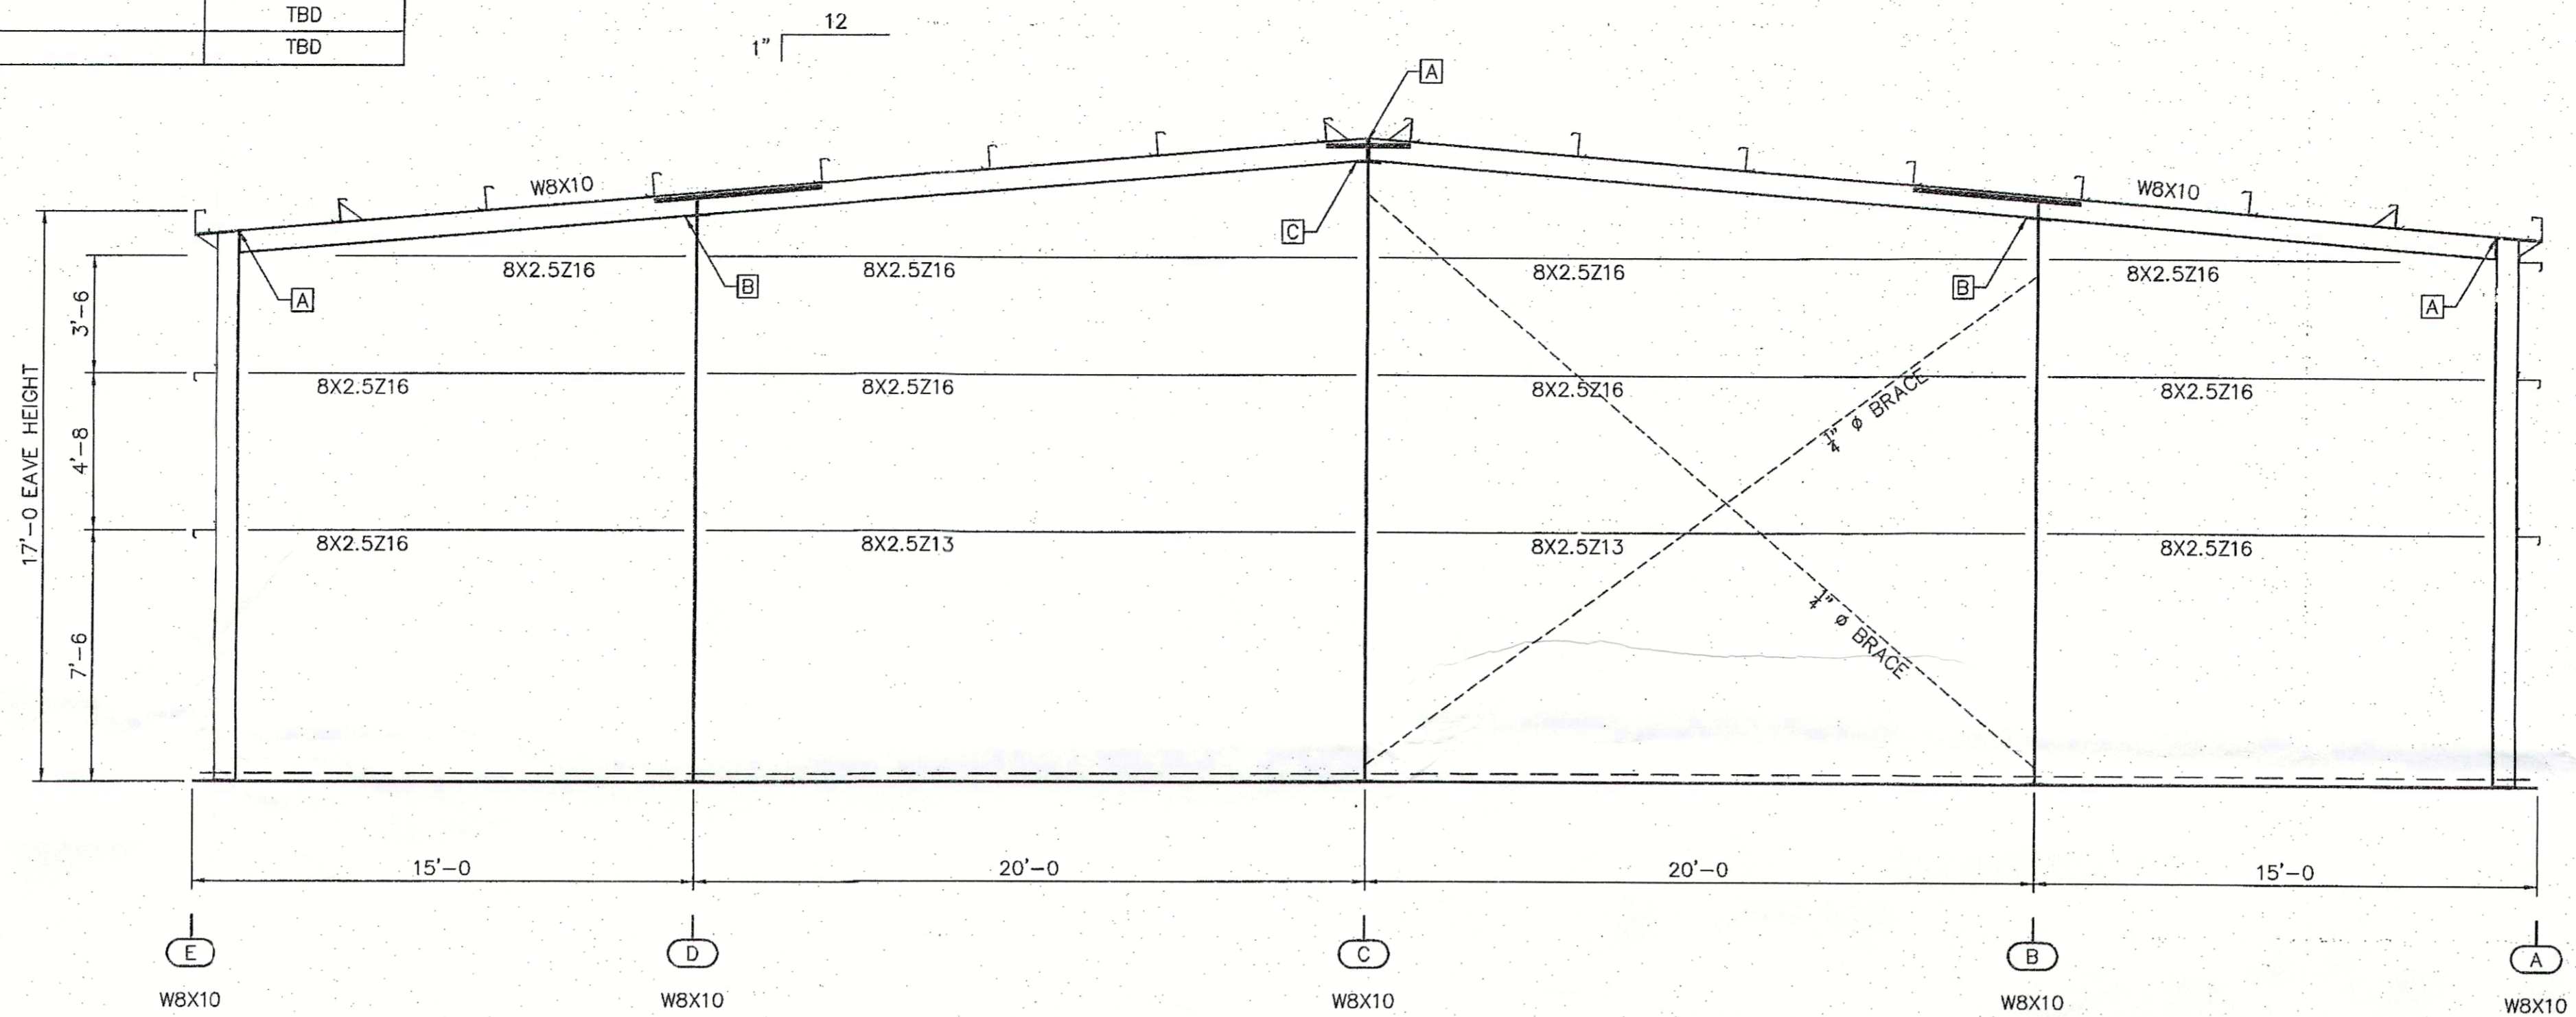 TBD
TBD
12
1"
A
W8X10
W8X10
C
8X2.5Z16
8X2.5Z16
8X2.5Z16
8X2.5Z16
A
B
B
A
3'-6
17'-0 EAVE HEIGHT
8X2.5Z16
8X2.5Z16
8X2.5Z16
8X2.5Z16
1/4" Ø BRACE
4'-8
8X2.5Z16
8X2.5Z13
8X2.5Z13
8X2.5Z16
1/4" Ø BRACE
7'-6
15'-0
20'-0
20'-0
15'-0
E
D
C
B
A
W8X10
W8X10
W8X10
W8X10
W8X10